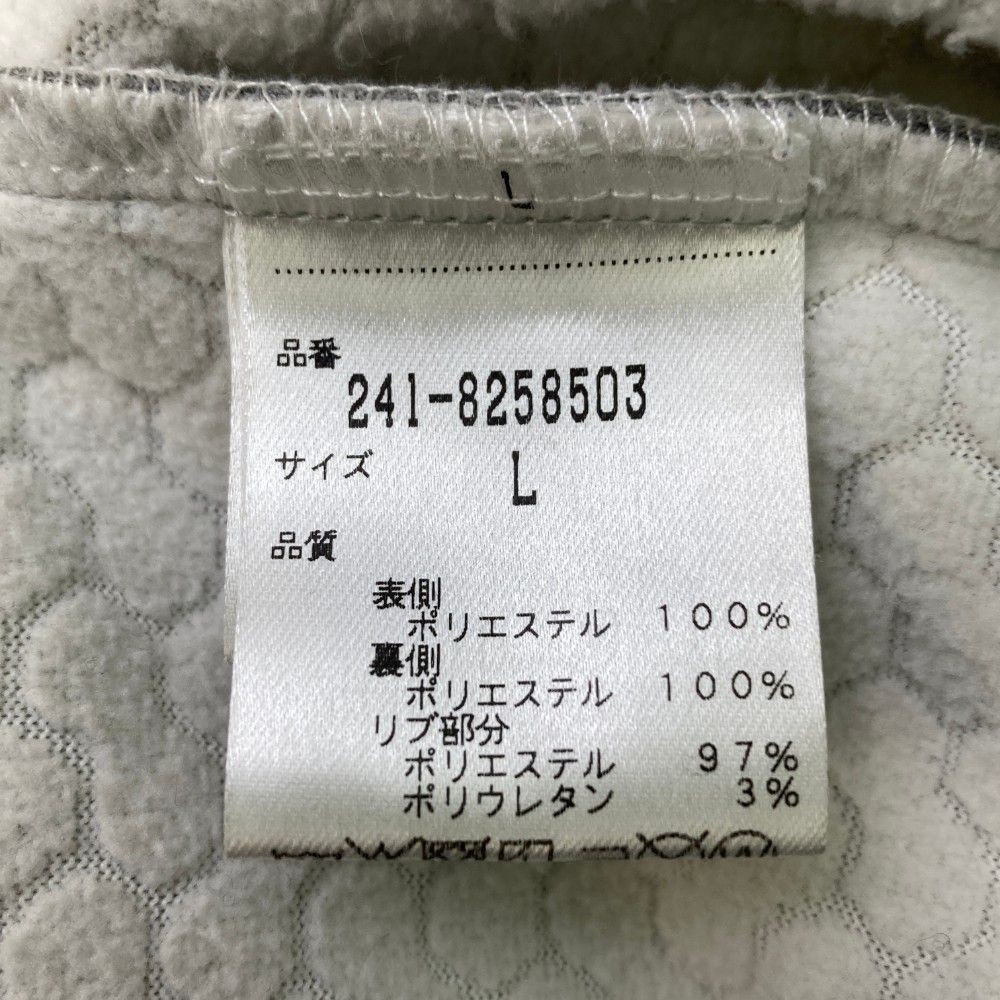 L
品番
241-8258503
サイズ L
品質
表側
ポリエステル 100%
裏側
ポリエステル 100%
リブ部分
ポリエステル 97%
ポリウレタン 3%